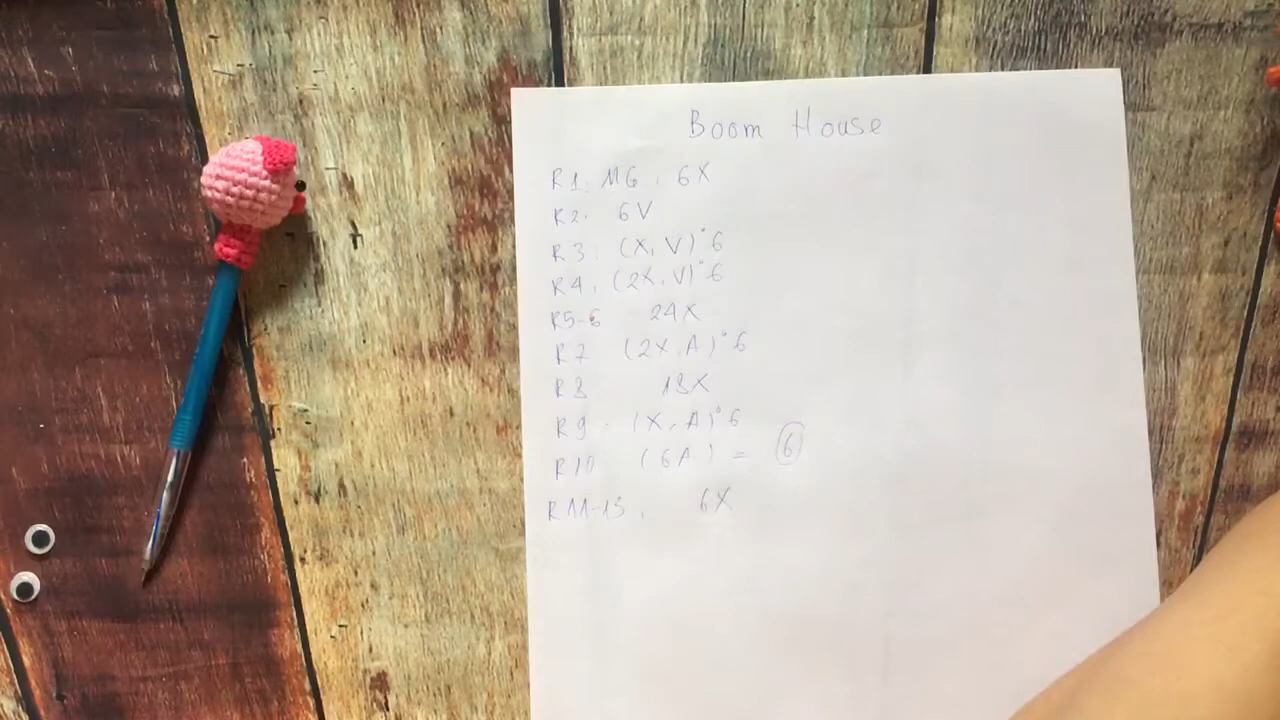 Boom House
R1: MG: 6X
R2: 6V
R3: (X, V)*6
R4: (2X, V)*6
R5-6 24X
R7 (2X, A)*6
R8 18X
R9: (X, A)*6
R10 (6A) = 6
R11-13: 6X